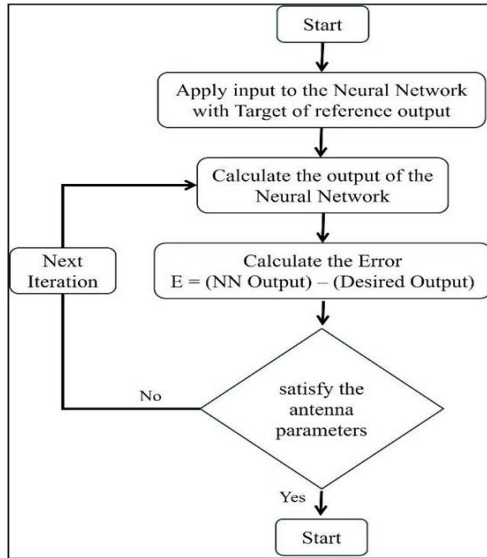 Start
Apply input to the Neural Network
with Target of reference output
Calculate the output of the
Neural Network
Next
Iteration
Calculate the Error
E = (NN Output) – (Desired Output)
No
satisfy the
antenna
parameters
Yes
Start